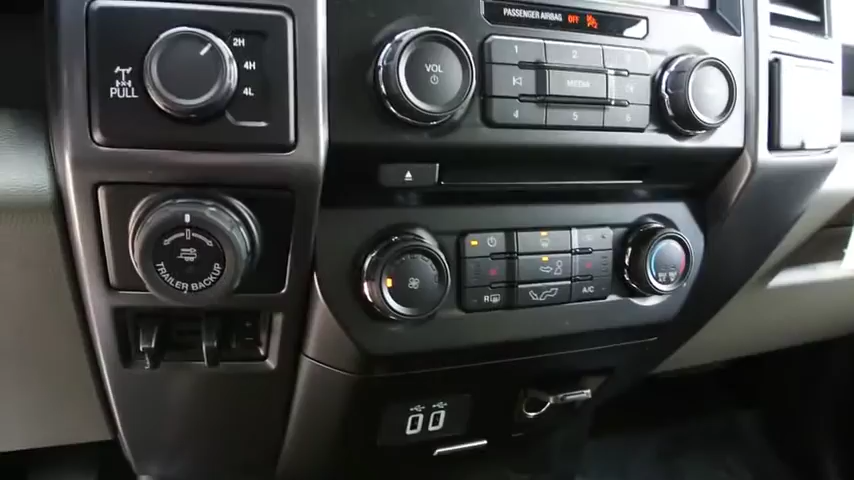 PASSENGER AIRBAG OFF
2H
4H
4L
PULL
VOL
1 2 3
MEDIA
4 5 6
TRAILER BACKUP
R
A/C